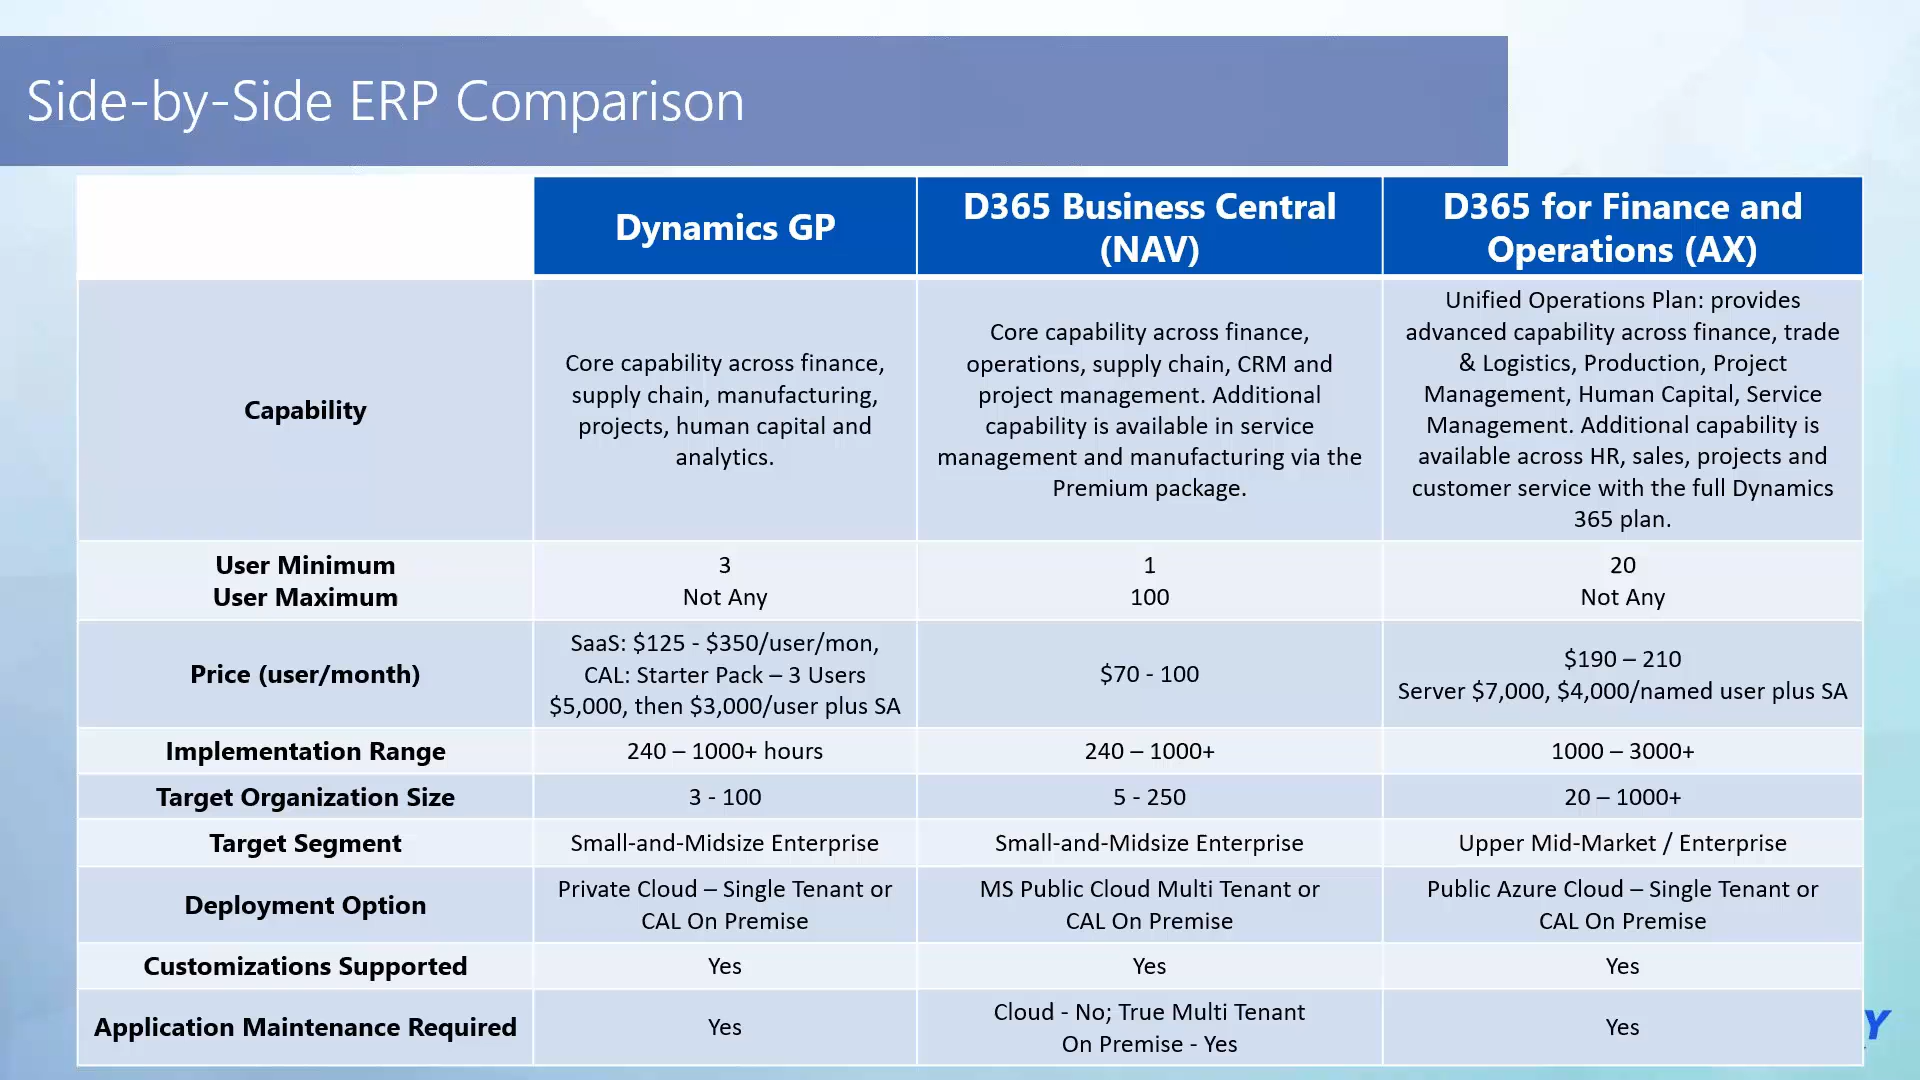 Side-by-Side ERP Comparison
Dynamics GP
D365 Business Central
(NAV)
D365 for Finance and
Operations (AX)
Capability
Core capability across finance,
supply chain, manufacturing,
projects, human capital and
analytics.
Core capability across finance,
operations, supply chain, CRM and
project management. Additional
capability is available in service
management and manufacturing via the
Premium package.
Unified Operations Plan: provides
advanced capability across finance, trade
& Logistics, Production, Project
Management, Human Capital, Service
Management. Additional capability is
available across HR, sales, projects and
customer service with the full Dynamics
365 plan.
User Minimum
User Maximum
3
Not Any
1
100
20
Not Any
Price (user/month)
SaaS: $125 - $350/user/mon,
CAL: Starter Pack – 3 Users
$5,000, then $3,000/user plus SA
$70 - 100
$190 – 210
Server $7,000, $4,000/named user plus SA
Implementation Range
240 – 1000+ hours
240 – 1000+
1000 – 3000+
Target Organization Size
3 - 100
5 - 250
20 – 1000+
Target Segment
Small-and-Midsize Enterprise
Small-and-Midsize Enterprise
Upper Mid-Market / Enterprise
Deployment Option
Private Cloud – Single Tenant or
CAL On Premise
MS Public Cloud Multi Tenant or
CAL On Premise
Public Azure Cloud – Single Tenant or
CAL On Premise
Customizations Supported
Yes
Yes
Yes
Application Maintenance Required
Yes
Cloud - No; True Multi Tenant
On Premise - Yes
Yes
Y